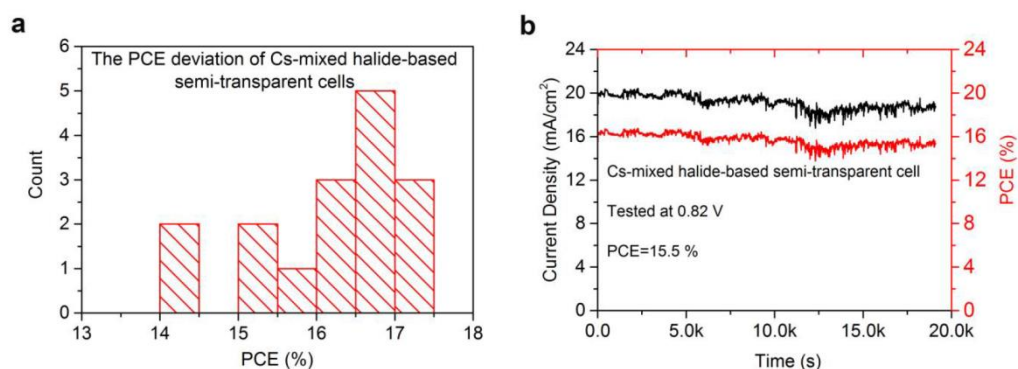 a
The PCE deviation of Cs-mixed halide-based
semi-transparent cells
6
5
4
3
2
1
0
Count
13 14 15 16 17 18
PCE (%)
b
24
20
16
12
8
4
0
Current Density (mA/cm²)
Cs-mixed halide-based semi-transparent cell
Tested at 0.82 V
PCE=15.5 %
24
20
16
12
8
4
0
PCE (%)
0.0 5.0k 10.0k 15.0k 20.0k
Time (s)